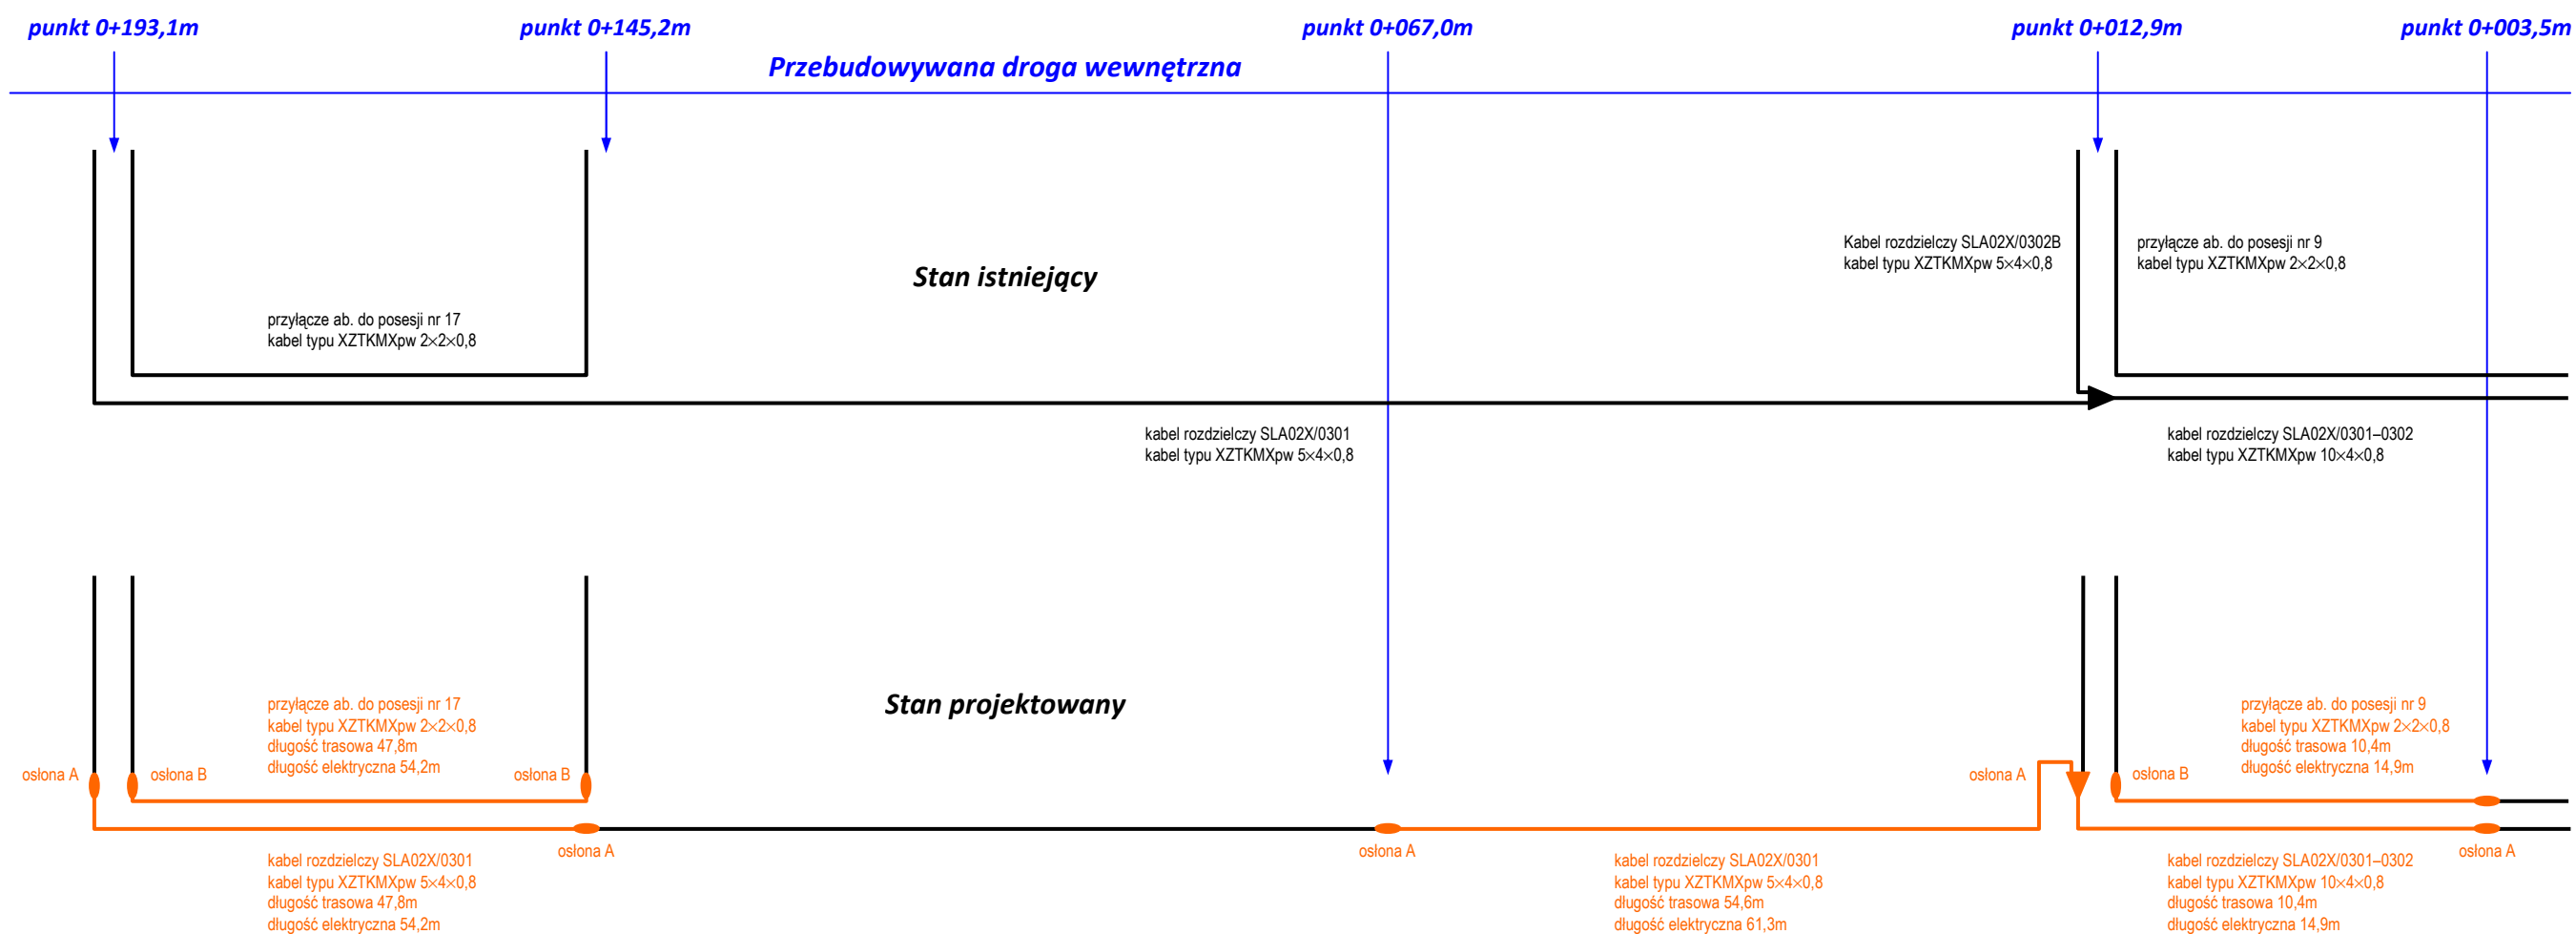 punkt 0+193,1m
punkt 0+145,2m
punkt 0+067,0m
punkt 0+012,9m
punkt 0+003,5m
Przebudowywana droga wewnętrzna
Stan istniejący
Kabel rozdzielczy SLA02X/0302B
kabel typu XZTKMXpw 5×4×0,8
przyłącze ab. do posesji nr 9
kabel typu XZTKMXpw 2×2×0,8
przyłącze ab. do posesji nr 17
kabel typu XZTKMXpw 2×2×0,8
kabel rozdzielczy SLA02X/0301
kabel typu XZTKMXpw 5×4×0,8
kabel rozdzielczy SLA02X/0301–0302
kabel typu XZTKMXpw 10×4×0,8
Stan projektowany
przyłącze ab. do posesji nr 17
kabel typu XZTKMXpw 2×2×0,8
długość trasowa 47,8m
długość elektryczna 54,2m
przyłącze ab. do posesji nr 9
kabel typu XZTKMXpw 2×2×0,8
długość trasowa 10,4m
długość elektryczna 14,9m
osłona A
osłona B
osłona B
osłona A
osłona B
osłona A
osłona A
osłona A
kabel rozdzielczy SLA02X/0301
kabel typu XZTKMXpw 5×4×0,8
długość trasowa 47,8m
długość elektryczna 54,2m
kabel rozdzielczy SLA02X/0301
kabel typu XZTKMXpw 5×4×0,8
długość trasowa 54,6m
długość elektryczna 61,3m
kabel rozdzielczy SLA02X/0301–0302
kabel typu XZTKMXpw 10×4×0,8
długość trasowa 10,4m
długość elektryczna 14,9m